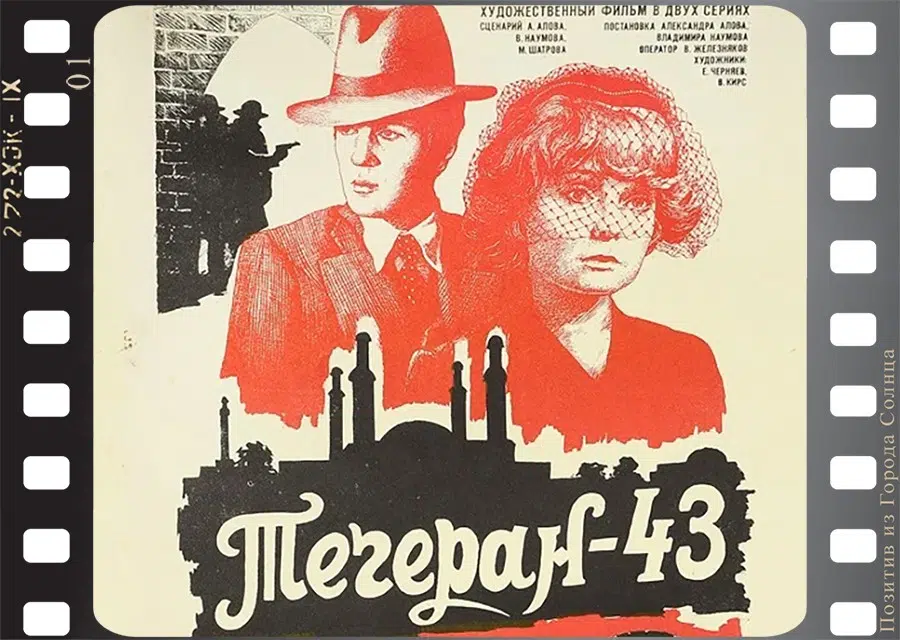 ХУДОЖЕСТВЕННЫЙ ФИЛЬМ В ДВУХ СЕРИЯХ
СЦЕНАРИЙ А. АЛОВА,
В. НАУМОВА,
М. ШАТРОВА
ПОСТАНОВКА АЛЕКСАНДРА АЛОВА,
ВЛАДИМИРА НАУМОВА
ОПЕРАТОР В. ЖЕЛЕЗНЯКОВ
ХУДОЖНИКИ:
Е. ЧЕРНЯЕВ,
В. КИРС
Тегеран-43
01
Позитив из Города Солнца